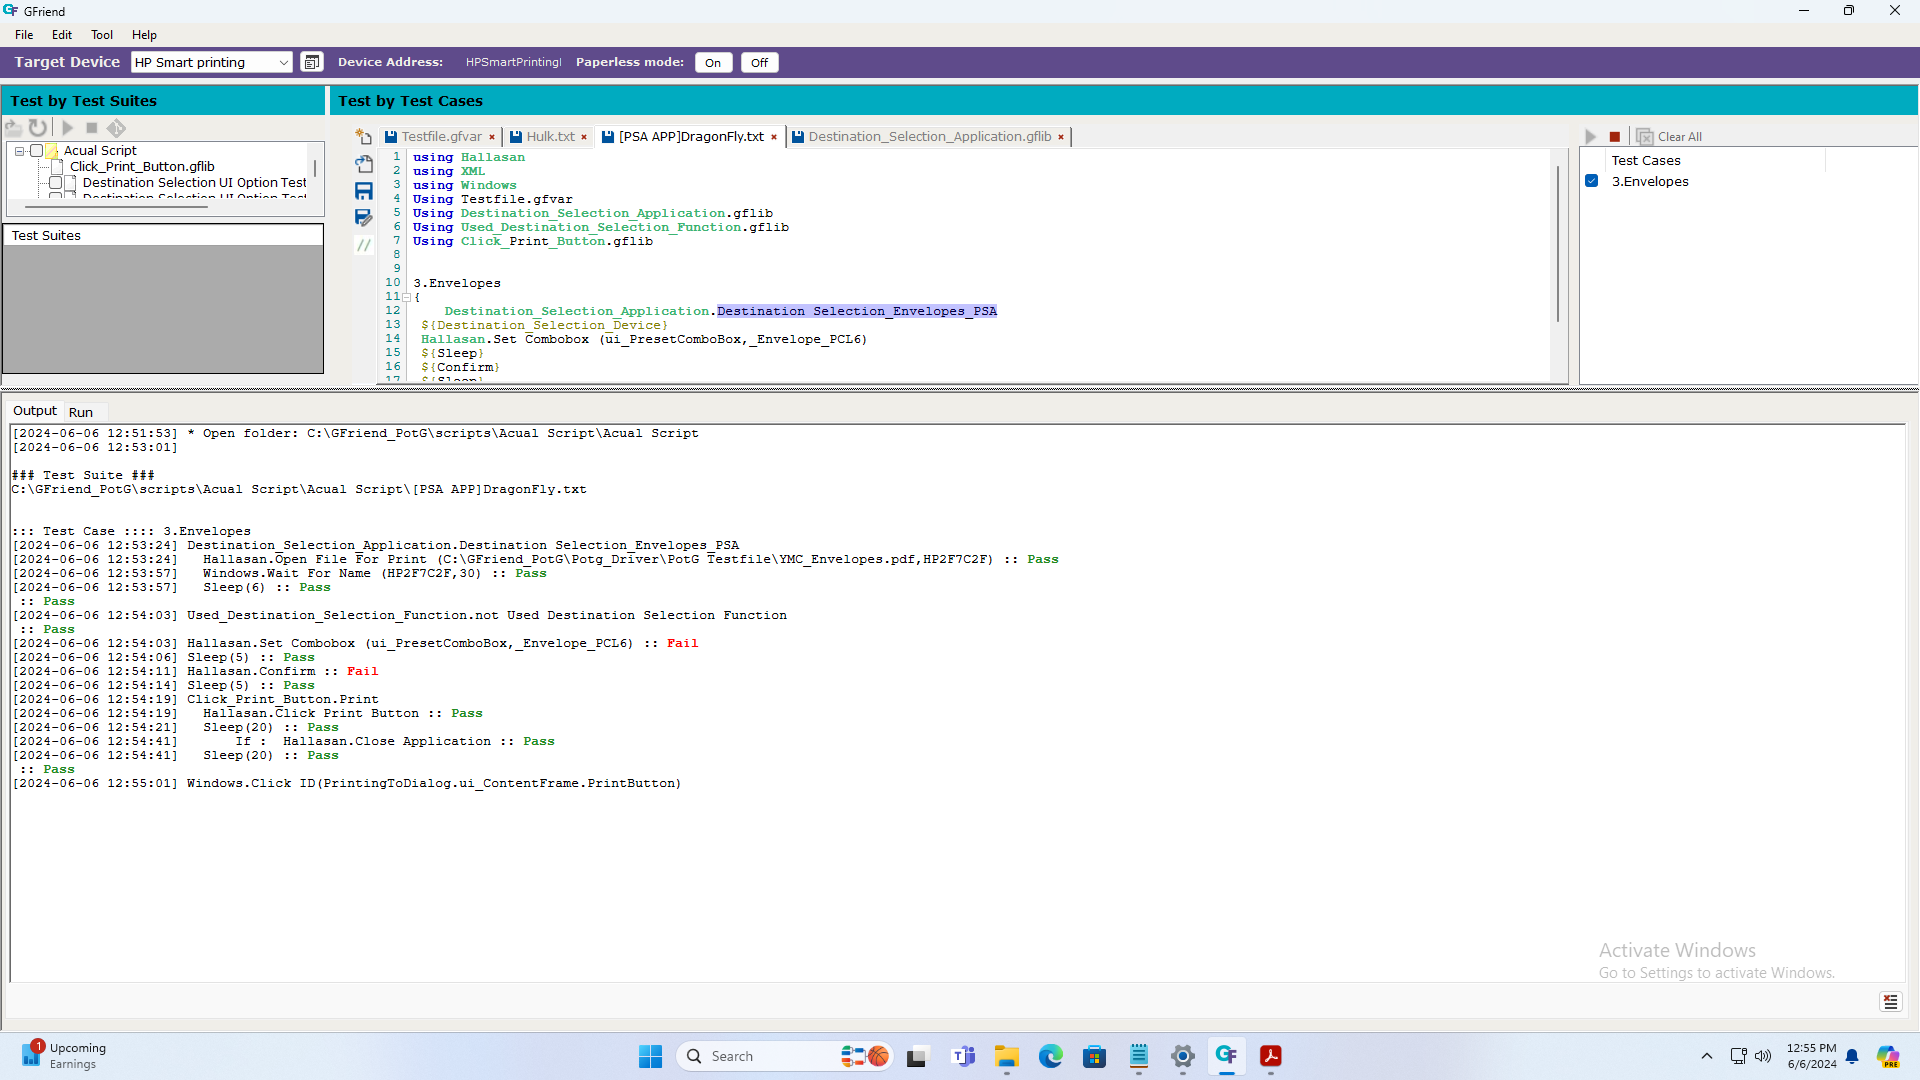 GFriend
File Edit Tool Help
Target Device HP Smart printing Device Address: HPSmartPrintingI Paperless mode: On Off
Test by Test Suites
Acual Script
Click_Print_Button.gflib
Destination Selection UI Option Test
Test Suites
Test by Test Cases
Testfile.gfvar × Hulk.txt × [PSA APP]DragonFly.txt × Destination_Selection_Application.gflib ×
1 using Hallasan
2 using XML
3 using Windows
4 Using Testfile.gfvar
5 Using Destination_Selection_Application.gflib
6 Using Used_Destination_Selection_Function.gflib
7 Using Click_Print_Button.gflib
8
9
10 3.Envelopes
11 {
12 Destination_Selection_Application.Destination Selection_Envelopes_PSA
13 ${Destination_Selection_Device}
14 Hallasan.Set Combobox (ui_PresetComboBox,_Envelope_PCL6)
15 ${Sleep}
16 ${Confirm}
17 ${Sleep}
Clear All
Test Cases
3.Envelopes
Output Run
[2024-06-06 12:51:53] * Open folder: C:\GFriend_PotG\scripts\Acual Script\Acual Script
[2024-06-06 12:53:01]
### Test Suite ###
C:\GFriend_PotG\scripts\Acual Script\Acual Script\[PSA APP]DragonFly.txt
::: Test Case :::: 3.Envelopes
[2024-06-06 12:53:24] Destination_Selection_Application.Destination Selection_Envelopes_PSA
[2024-06-06 12:53:24] Hallasan.Open File For Print (C:\GFriend_PotG\Potg_Driver\PotG Testfile\YMC_Envelopes.pdf,HP2F7C2F) :: Pass
[2024-06-06 12:53:57] Windows.Wait For Name (HP2F7C2F,30) :: Pass
[2024-06-06 12:53:57] Sleep(6) :: Pass
:: Pass
[2024-06-06 12:54:03] Used_Destination_Selection_Function.not Used Destination Selection Function
:: Pass
[2024-06-06 12:54:03] Hallasan.Set Combobox (ui_PresetComboBox,_Envelope_PCL6) :: Fail
[2024-06-06 12:54:06] Sleep(5) :: Pass
[2024-06-06 12:54:11] Hallasan.Confirm :: Fail
[2024-06-06 12:54:14] Sleep(5) :: Pass
[2024-06-06 12:54:19] Click_Print_Button.Print
[2024-06-06 12:54:19] Hallasan.Click Print Button :: Pass
[2024-06-06 12:54:21] Sleep(20) :: Pass
[2024-06-06 12:54:41] If : Hallasan.Close Application :: Pass
[2024-06-06 12:54:41] Sleep(20) :: Pass
:: Pass
[2024-06-06 12:55:01] Windows.Click ID(PrintingToDialog.ui_ContentFrame.PrintButton)
Activate Windows
Go to Settings to activate Windows.
1 Upcoming
Earnings
Search
12:55 PM
6/6/2024